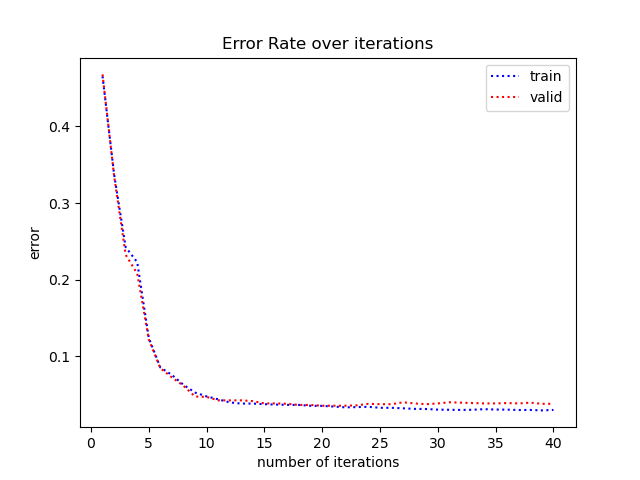 Error Rate over iterations
train
valid
error
0.4
0.3
0.2
0.1
0 5 10 15 20 25 30 35 40
number of iterations